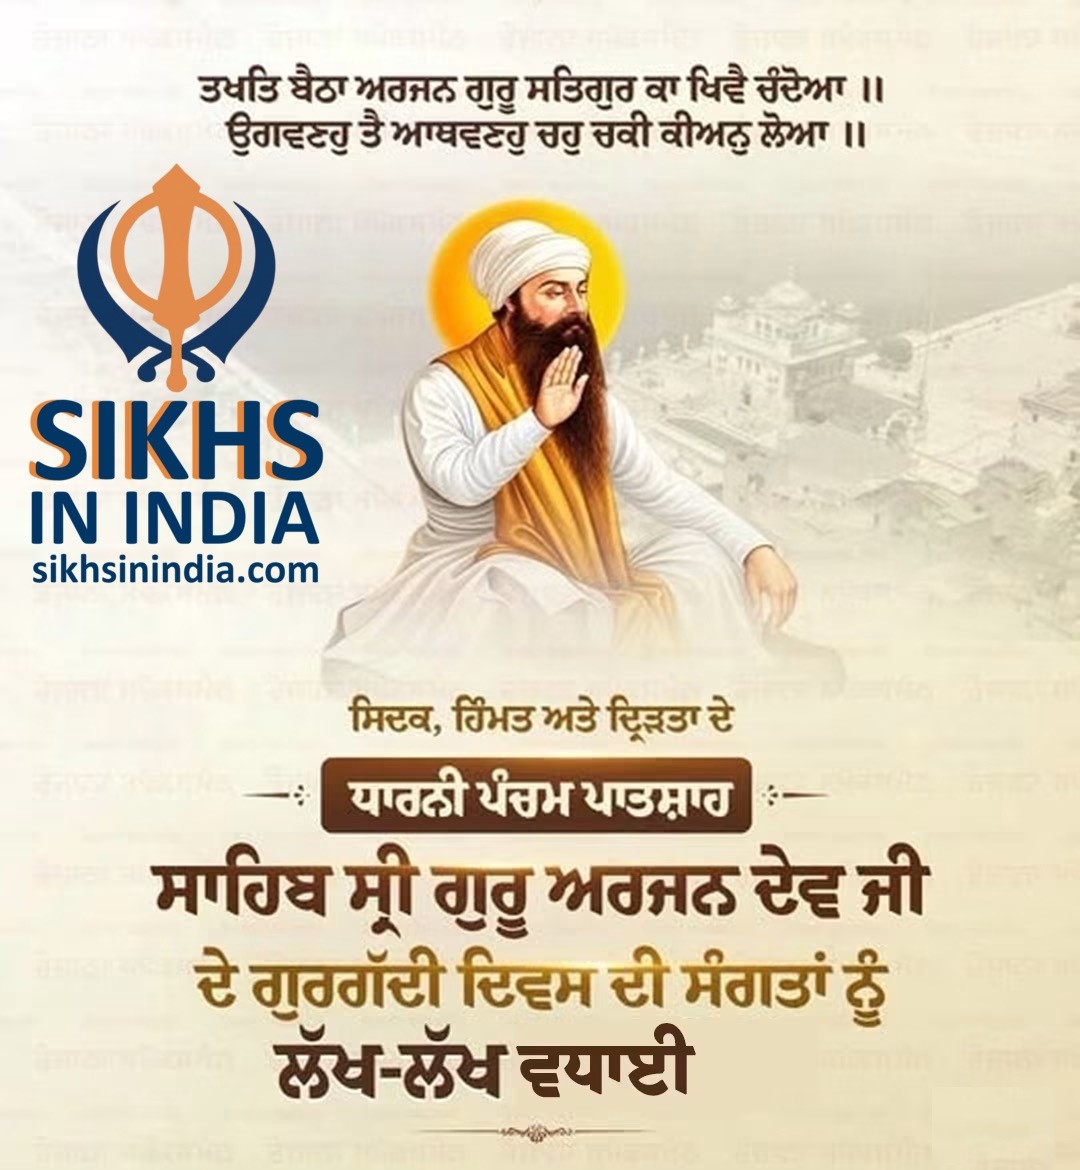 ਤਖਤਿ ਬੈਠਾ ਅਰਜਨ ਗੁਰੂ ਸਤਿਗੁਰ ਕਾ ਖਿਵੈ ਚੰਦੋਆ ॥
ਉਗਵਣਹੁ ਤੈ ਆਥਵਣਹੁ ਚਹੁ ਚਕੀ ਕੀਅਨੁ ਲੋਆ ॥
SIKHS
IN INDIA
sikhsinindia.com
ਸਿਦਕ, ਹਿੰਮਤ ਅਤੇ ਦ੍ਰਿੜਤਾ ਦੇ
ਧਾਰਨੀ ਪੰਚਮ ਪਾਤਸ਼ਾਹ
ਸਾਹਿਬ ਸ੍ਰੀ ਗੁਰੂ ਅਰਜਨ ਦੇਵ ਜੀ
ਦੇ ਗੁਰਗੱਦੀ ਦਿਵਸ ਦੀ ਸੰਗਤਾਂ ਨੂੰ
ਲੱਖ-ਲੱਖ ਵਧਾਈ